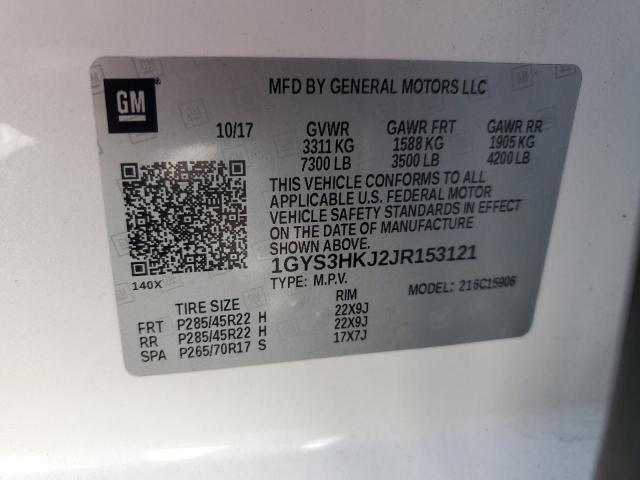 GM
MFD BY GENERAL MOTORS LLC
10/17 GVWR GAWR FRT GAWR RR
3311 KG 1588 KG 1905 KG
7300 LB 3500 LB 4200 LB
THIS VEHICLE CONFORMS TO ALL
APPLICABLE U.S. FEDERAL MOTOR
VEHICLE SAFETY STANDARDS IN
EFFECT ON THE DATE OF MANUFACTURE
SHOWN ABOVE.
1GYS3HKJ2JR153121
140X TYPE: M.P.V. MODEL: 216C15906
TIRE SIZE RIM
FRT P285/45R22 H 22X9J
RR P285/45R22 H 22X9J
SPA P265/70R17 S 17X7J